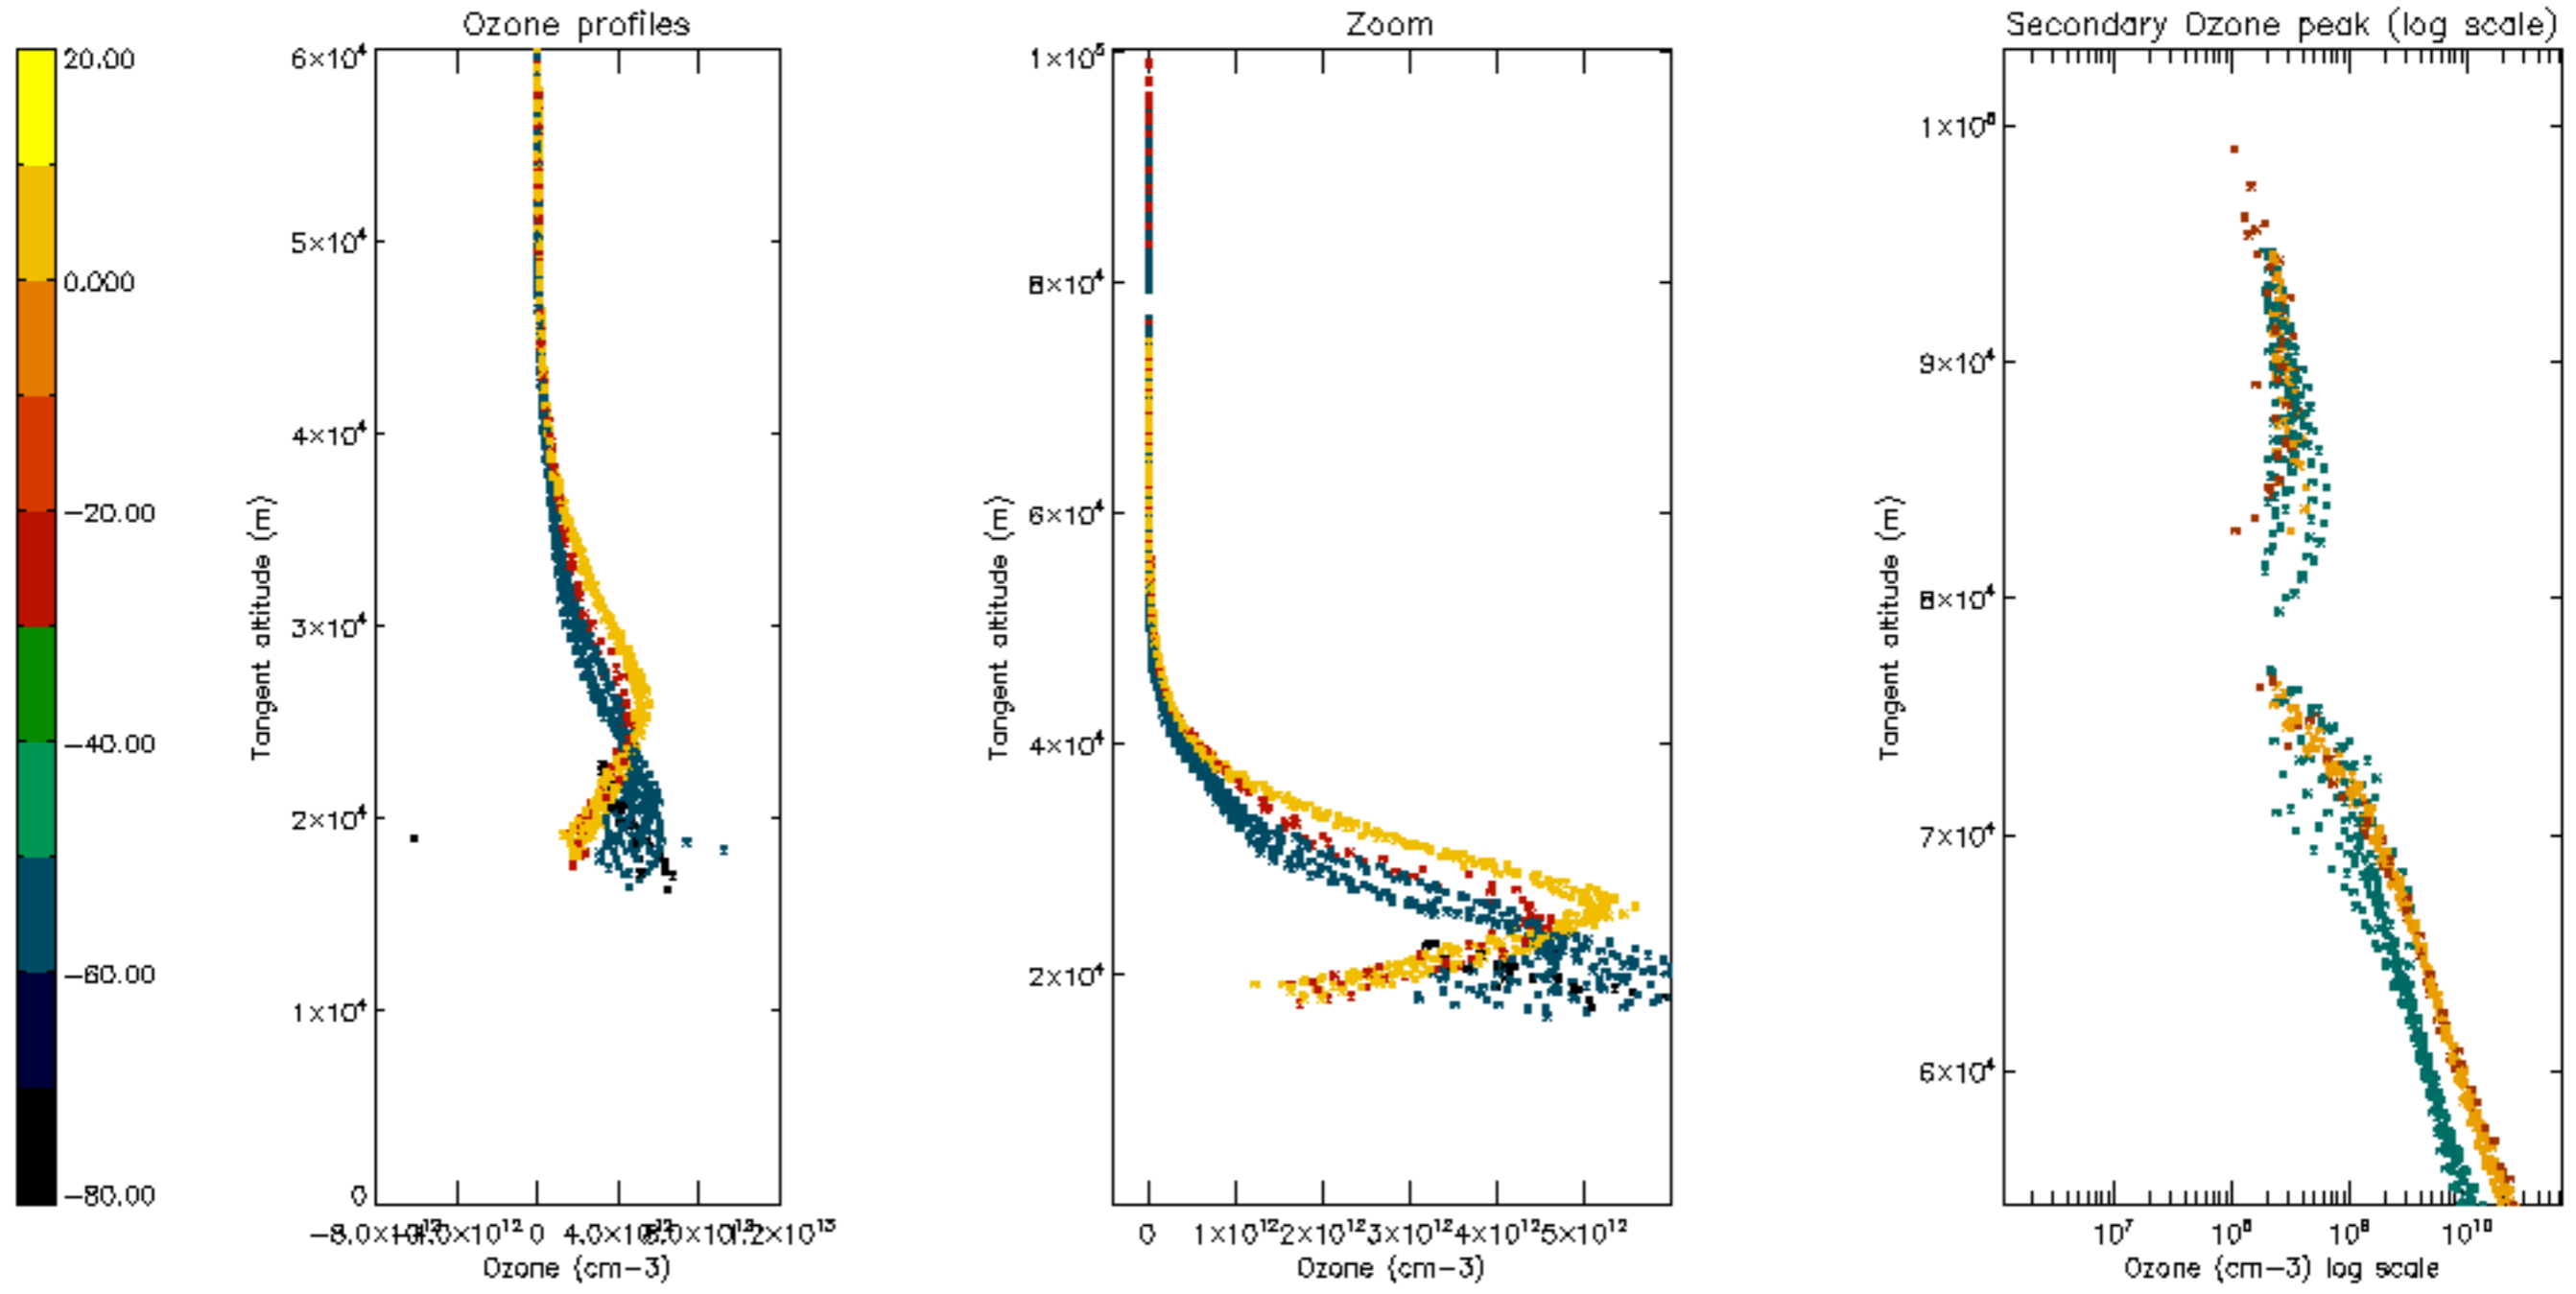 20.00
0.000
−20.00
−40.00
−60.00
−80.00
Ozone profiles
6×10⁴
5×10⁴
4×10⁴
3×10⁴
2×10⁴
1×10⁴
0
Tangent altitude (m)
0
Ozone (cm−3)
Zoom
1×10⁵
8×10⁴
6×10⁴
4×10⁴
2×10⁴
Tangent altitude (m)
0 1×10¹² 2×10¹² 3×10¹² 4×10¹² 5×10¹²
Ozone (cm−3)
Secondary Ozone peak (log scale)
1×10⁵
9×10⁴
8×10⁴
7×10⁴
6×10⁴
Tangent altitude (m)
10⁷ 10⁸ 10⁹ 10¹⁰
Ozone (cm−3) log scale